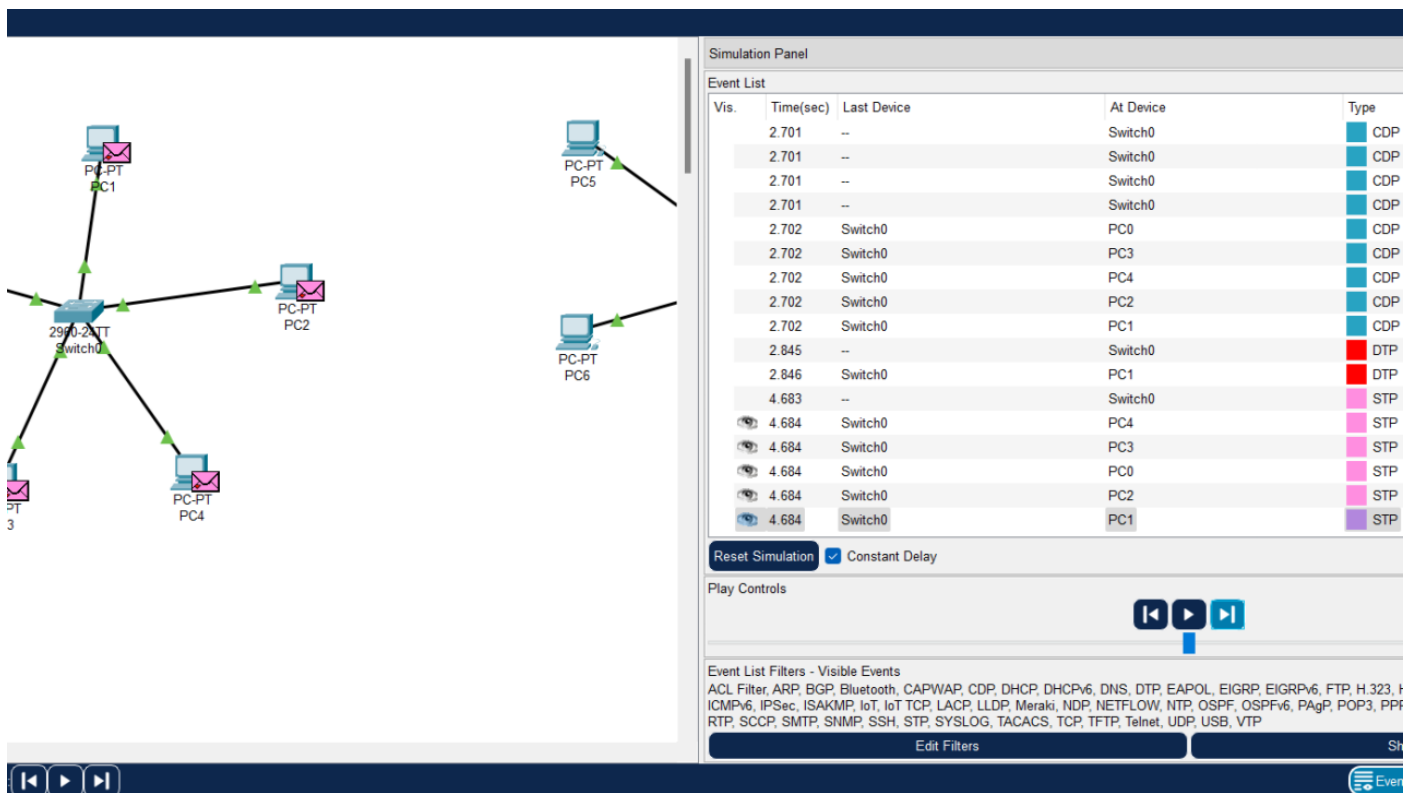 Simulation Panel
Event List
Vis. Time(sec) Last Device At Device Type
2.701 -- Switch0 CDP
2.701 -- Switch0 CDP
2.701 -- Switch0 CDP
2.701 -- Switch0 CDP
2.702 Switch0 PC0 CDP
2.702 Switch0 PC3 CDP
2.702 Switch0 PC4 CDP
2.702 Switch0 PC2 CDP
2.702 Switch0 PC1 CDP
2.845 -- Switch0 DTP
2.846 Switch0 PC1 DTP
4.683 -- Switch0 STP
4.684 Switch0 PC4 STP
4.684 Switch0 PC3 STP
4.684 Switch0 PC0 STP
4.684 Switch0 PC2 STP
4.684 Switch0 PC1 STP
Reset Simulation Constant Delay
Play Controls
Event List Filters - Visible Events
ACL Filter, ARP, BGP, Bluetooth, CAPWAP, CDP, DHCP, DHCPv6, DNS, DTP, EAPOL, EIGRP, EIGRPv6, FTP, H.323, H
ICMPv6, IPSec, ISAKMP, IoT, IoT TCP, LACP, LLDP, Meraki, NDP, NETFLOW, NTP, OSPF, OSPFv6, PAgP, POP3, PPP
RTP, SCCP, SMTP, SNMP, SSH, STP, SYSLOG, TACACS, TCP, TFTP, Telnet, UDP, USB, VTP
Edit Filters Sh
Even
PC-PT
PC1
PC-PT
PC5
PC-PT
PC2
2960-24TT
Switch0
PC-PT
PC6
PT
3
PC-PT
PC4